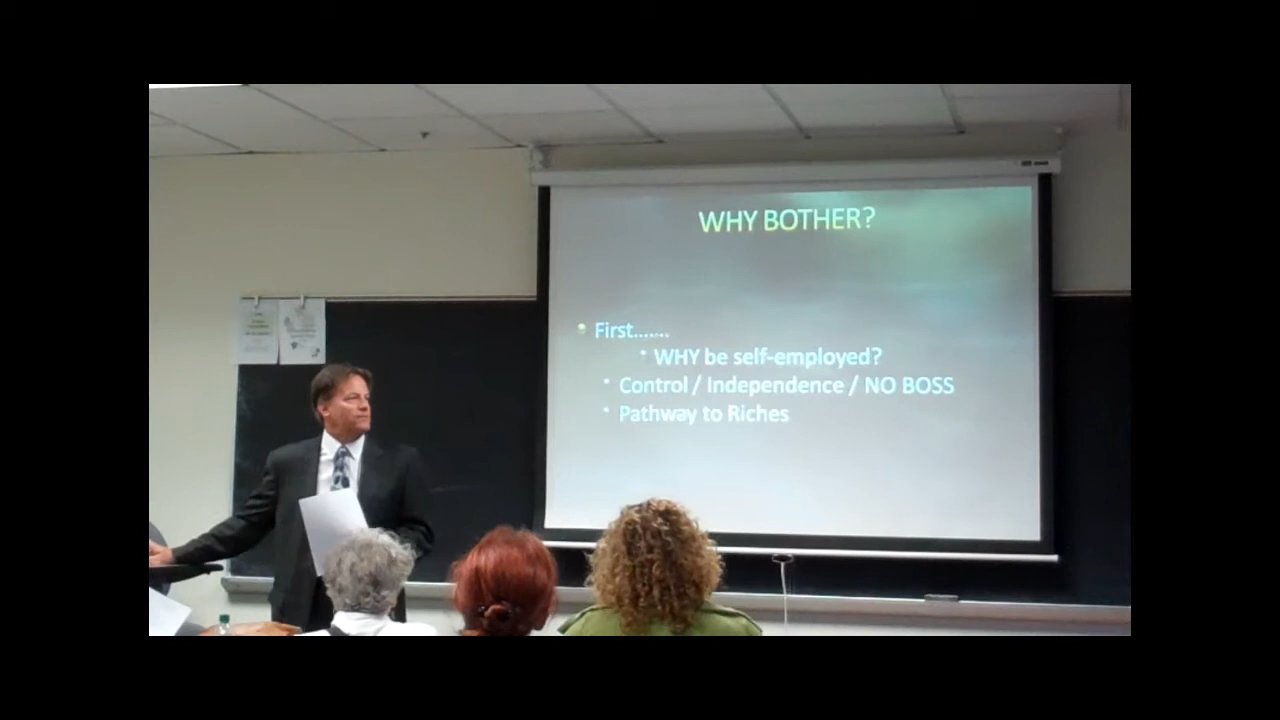 WHY BOTHER?
First.......
WHY be self-employed?
Control / Independence / NO BOSS
Pathway to Riches